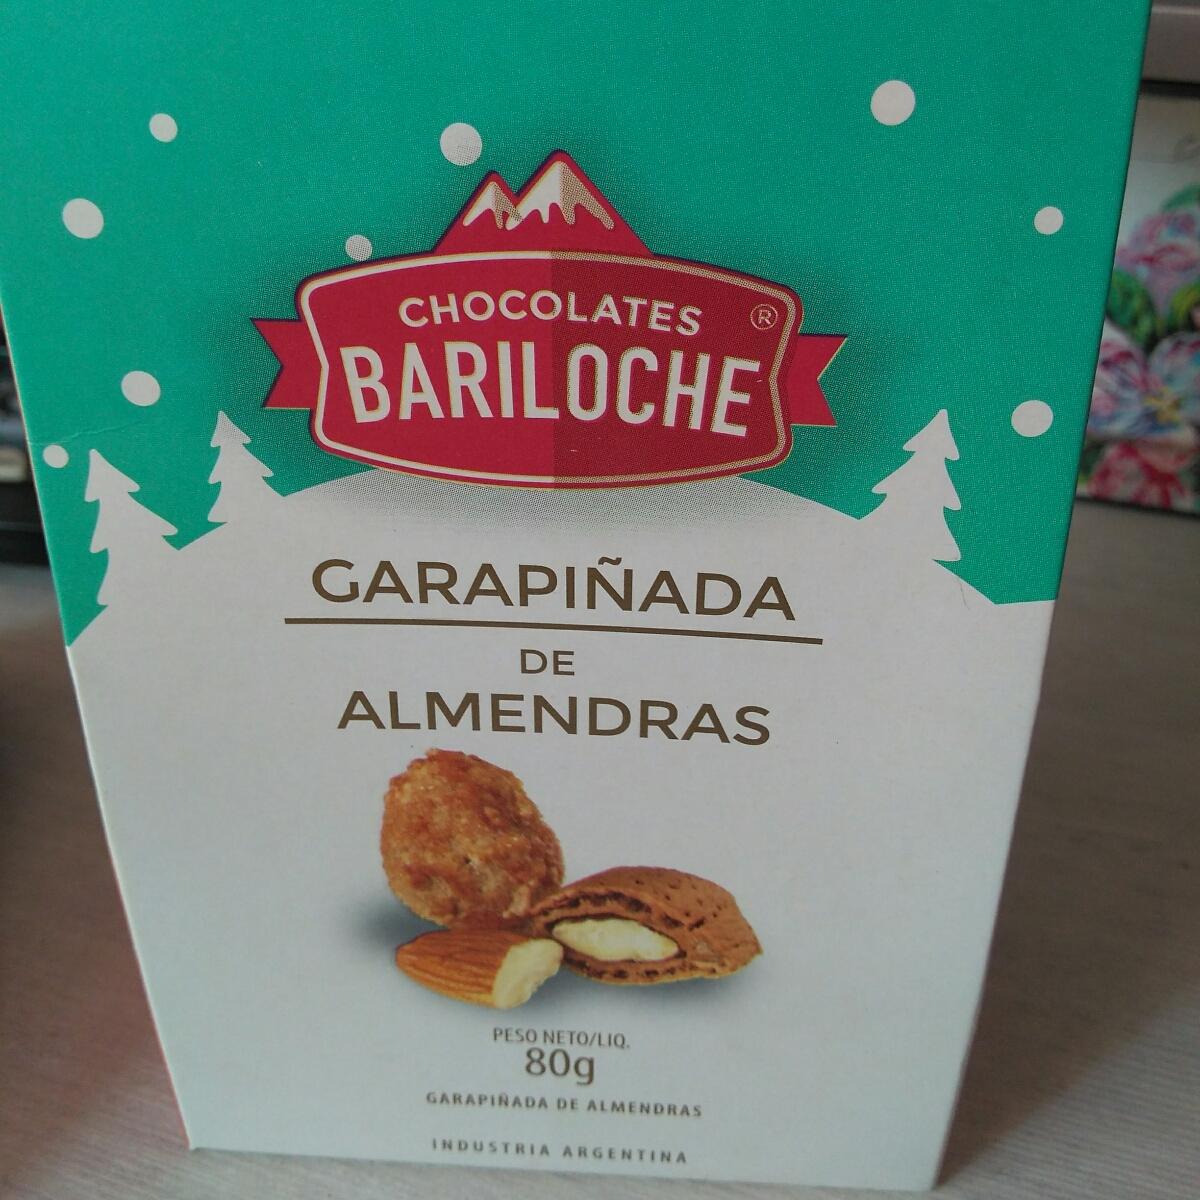 CHOCOLATES ®
BARILOCHE
GARAPIÑADA
DE
ALMENDRAS
PESO NETO/LIQ.
80g
GARAPIÑADA DE ALMENDRAS
INDUSTRIA ARGENTINA